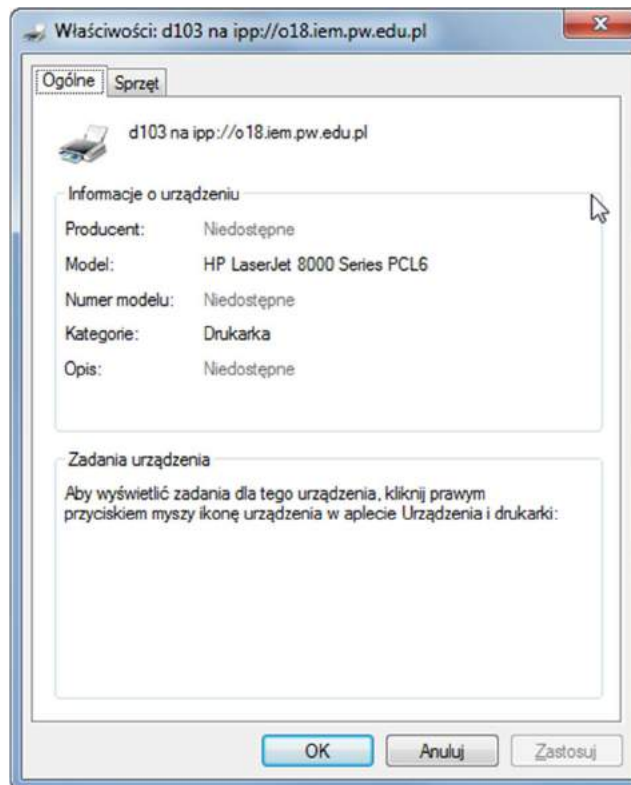 Właściwości: d103 na ipp://o18.iem.pw.edu.pl
Ogólne Sprzęt
d103 na ipp://o18.iem.pw.edu.pl
Informacje o urządzeniu
Producent: Niedostępne
Model: HP LaserJet 8000 Series PCL6
Numer modelu: Niedostępne
Kategorie: Drukarka
Opis: Niedostępne
Zadania urządzenia
Aby wyświetlić zadania dla tego urządzenia, kliknij prawym
przyciskiem myszy ikonę urządzenia w aplecie Urządzenia i drukarki:
OK Anuluj Zastosuj